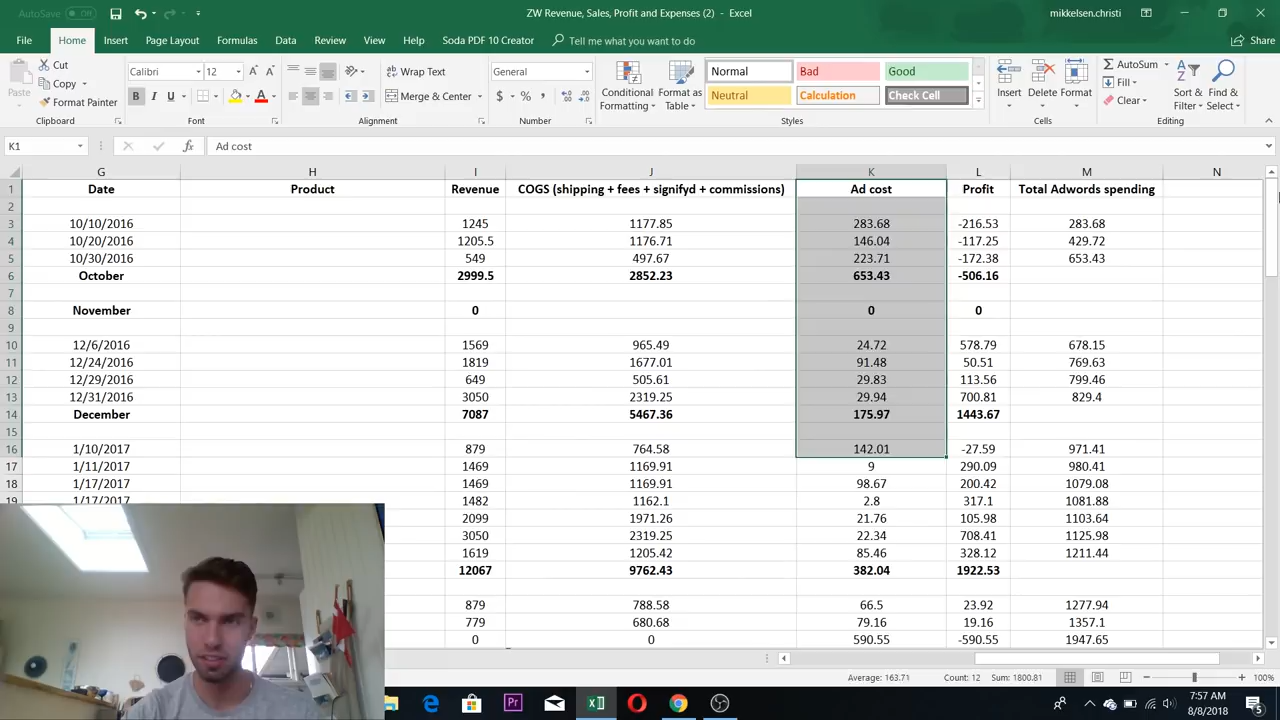 AutoSave Off ZW Revenue, Sales, Profit and Expenses (2) - Excel mikkelsen.christi
File Home Insert Page Layout Formulas Data Review View Help Soda PDF 10 Creator Tell me what you want to do Share
Paste
Cut
Copy
Format Painter
Calibri 12
B I U
Wrap Text
Merge & Center
General
$ % ,
Conditional Formatting
Format as Table
Normal Bad Good
Neutral Calculation Check Cell
Insert Delete Format
AutoSum
Fill
Clear
Sort & Filter
Find & Select
Clipboard Font Alignment Number Styles Cells Editing
K1 fx Ad cost
G H I J K L M N
1 Date Product Revenue COGS (shipping + fees + signifyd + commissions) Ad cost Profit Total Adwords spending
2
3 10/10/2016 1245 1177.85 283.68 -216.53 283.68
4 10/20/2016 1205.5 1176.71 146.04 -117.25 429.72
5 10/30/2016 549 497.67 223.71 -172.38 653.43
6 October 2999.5 2852.23 653.43 -506.16
7
8 November 0 0 0
9
10 12/6/2016 1569 965.49 24.72 578.79 678.15
11 12/24/2016 1819 1677.01 91.48 50.51 769.63
12 12/29/2016 649 505.61 29.83 113.56 799.46
13 12/31/2016 3050 2319.25 29.94 700.81 829.4
14 December 7087 5467.36 175.97 1443.67
15
16 1/10/2017 879 764.58 142.01 -27.59 971.41
17 1/11/2017 1469 1169.91 9 290.09 980.41
18 1/17/2017 1469 1169.91 98.67 200.42 1079.08
19 1/17/2017 1482 1162.1 2.8 317.1 1081.88
2099 1971.26 21.76 105.98 1103.64
3050 2319.25 22.34 708.41 1125.98
1619 1205.42 85.46 328.12 1211.44
12067 9762.43 382.04 1922.53
879 788.58 66.5 23.92 1277.94
779 680.68 79.16 19.16 1357.1
0 0 590.55 -590.55 1947.65
Average: 163.71 Count: 12 Sum: 1800.81 100%
Pr
7:57 AM
8/8/2018
5